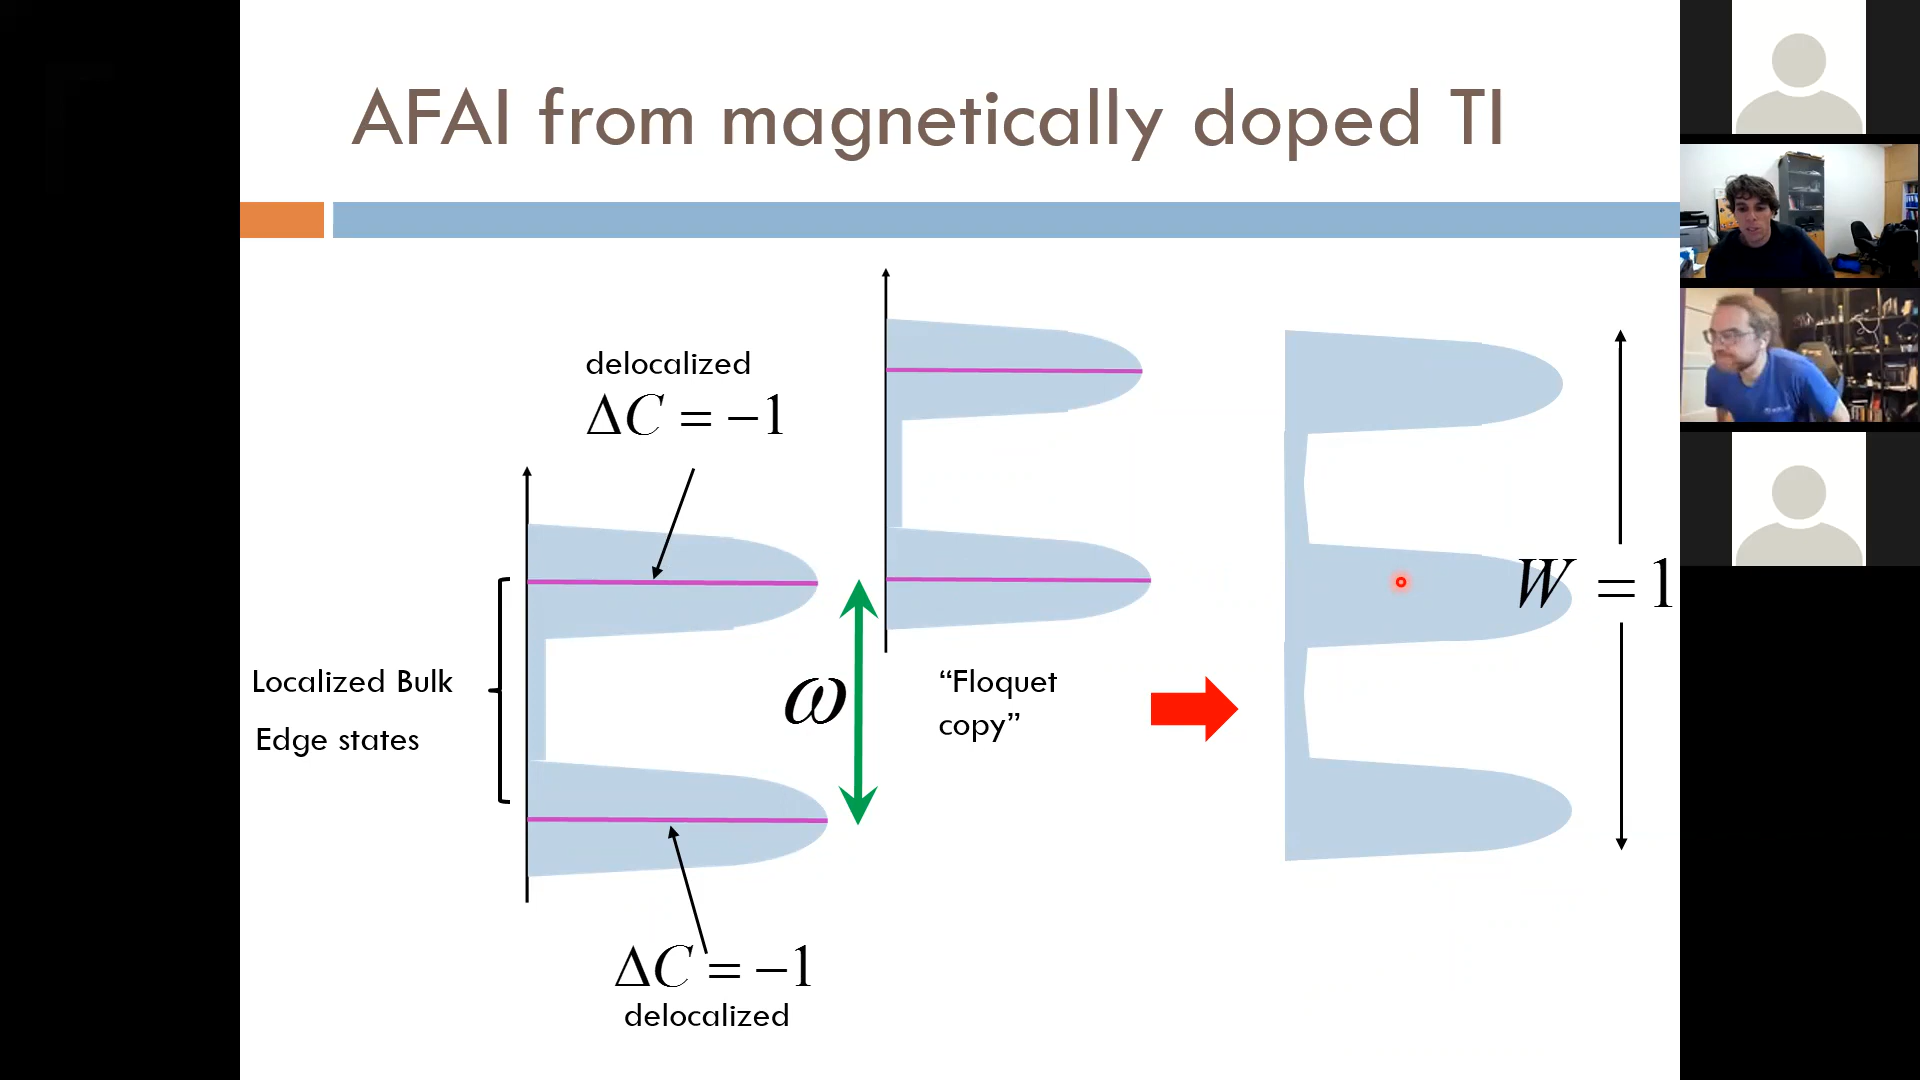 AFAI from magnetically doped TI
delocalized
ΔC = −1
Localized Bulk
Edge states
ω
“Floquet
copy”
W = 1
ΔC = −1
delocalized